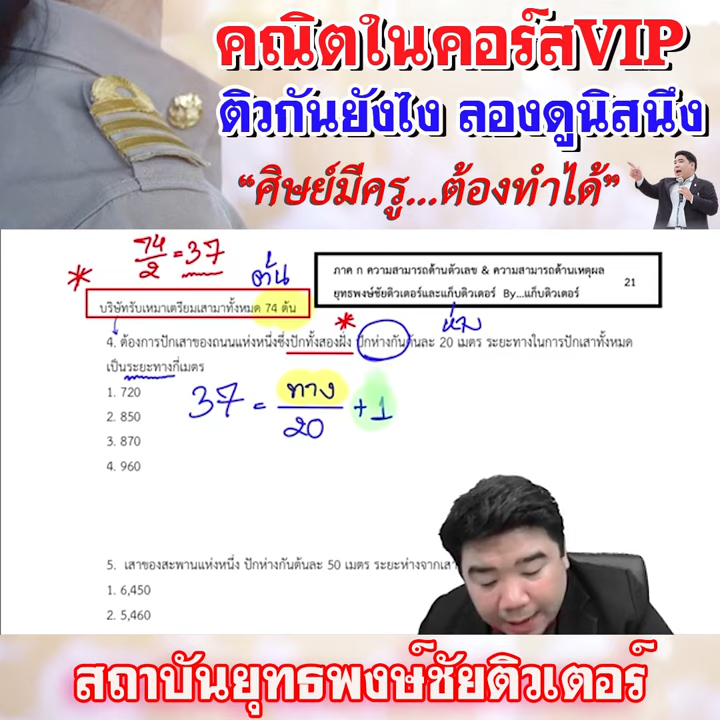 คณิตในคอร์สVIP
ติวกันยังไง ลองดูนิสนึง
“ศิษย์มีครู...ต้องทำได้”
74/2 = 37
ต้น
ภาค ก ความสามารถด้านตัวเลข & ความสามารถด้านเหตุผล
ยุทธพงษ์ชัยติวเตอร์และแก็บติวเตอร์ By...แก็บติวเตอร์
21
บริษัทรับเหมาเตรียมเสามาทั้งหมด 74 ต้น
ห่าง
4. ต้องการปักเสาของถนนแห่งหนึ่งซึ่งปักทั้งสองฝั่ง ปักห่างกันต้นละ 20 เมตร ระยะทางในการปักเสาทั้งหมด
เป็นระยะทางกี่เมตร
1. 720
2. 850
3. 870
4. 960
37 = ทาง/20 + 1
5. เสาของสะพานแห่งหนึ่ง ปักห่างกันต้นละ 50 เมตร ระยะห่างจากเสา
1. 6,450
2. 5,460
สถาบันยุทธพงษ์ชัยติวเตอร์